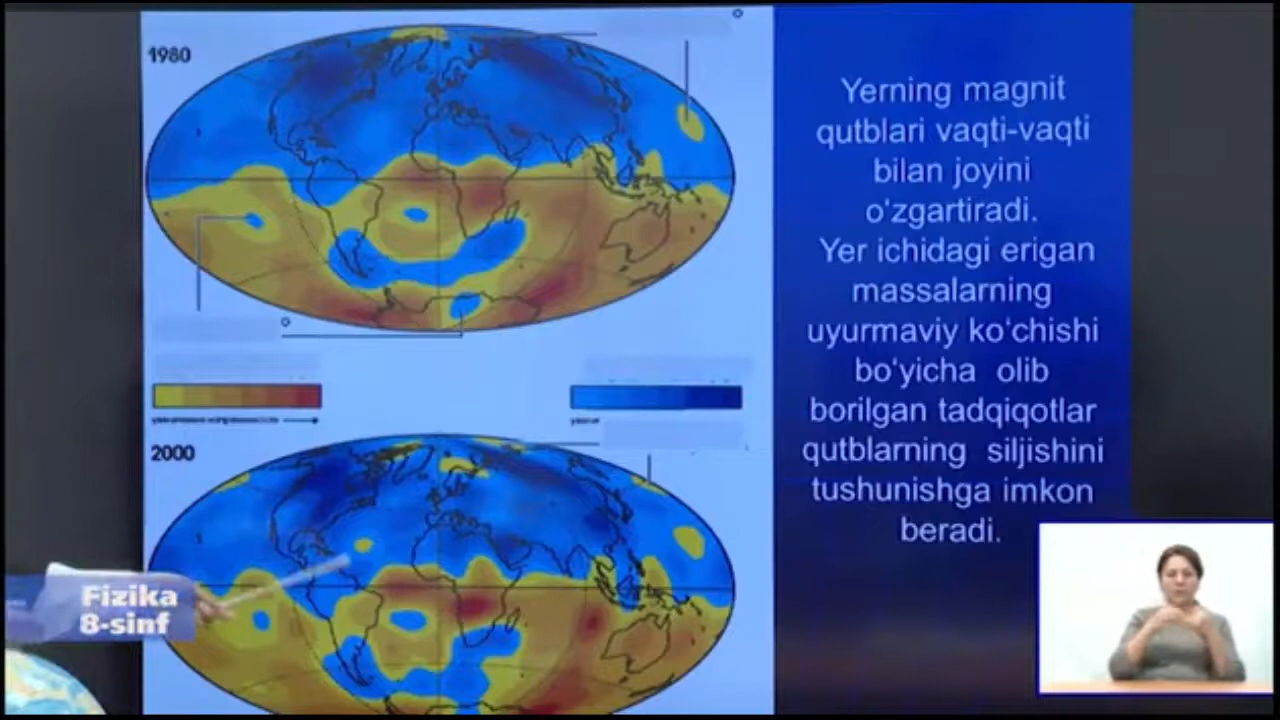 1980
2000
Yerning magnit
qutblari vaqti-vaqti
bilan joyini
o‘zgartiradi.
Yer ichidagi erigan
massalarning
uyurmaviy ko‘chishi
bo‘yicha olib
borilgan tadqiqotlar
qutblarning siljishini
tushunishga imkon
beradi.
Fizika
8-sinf